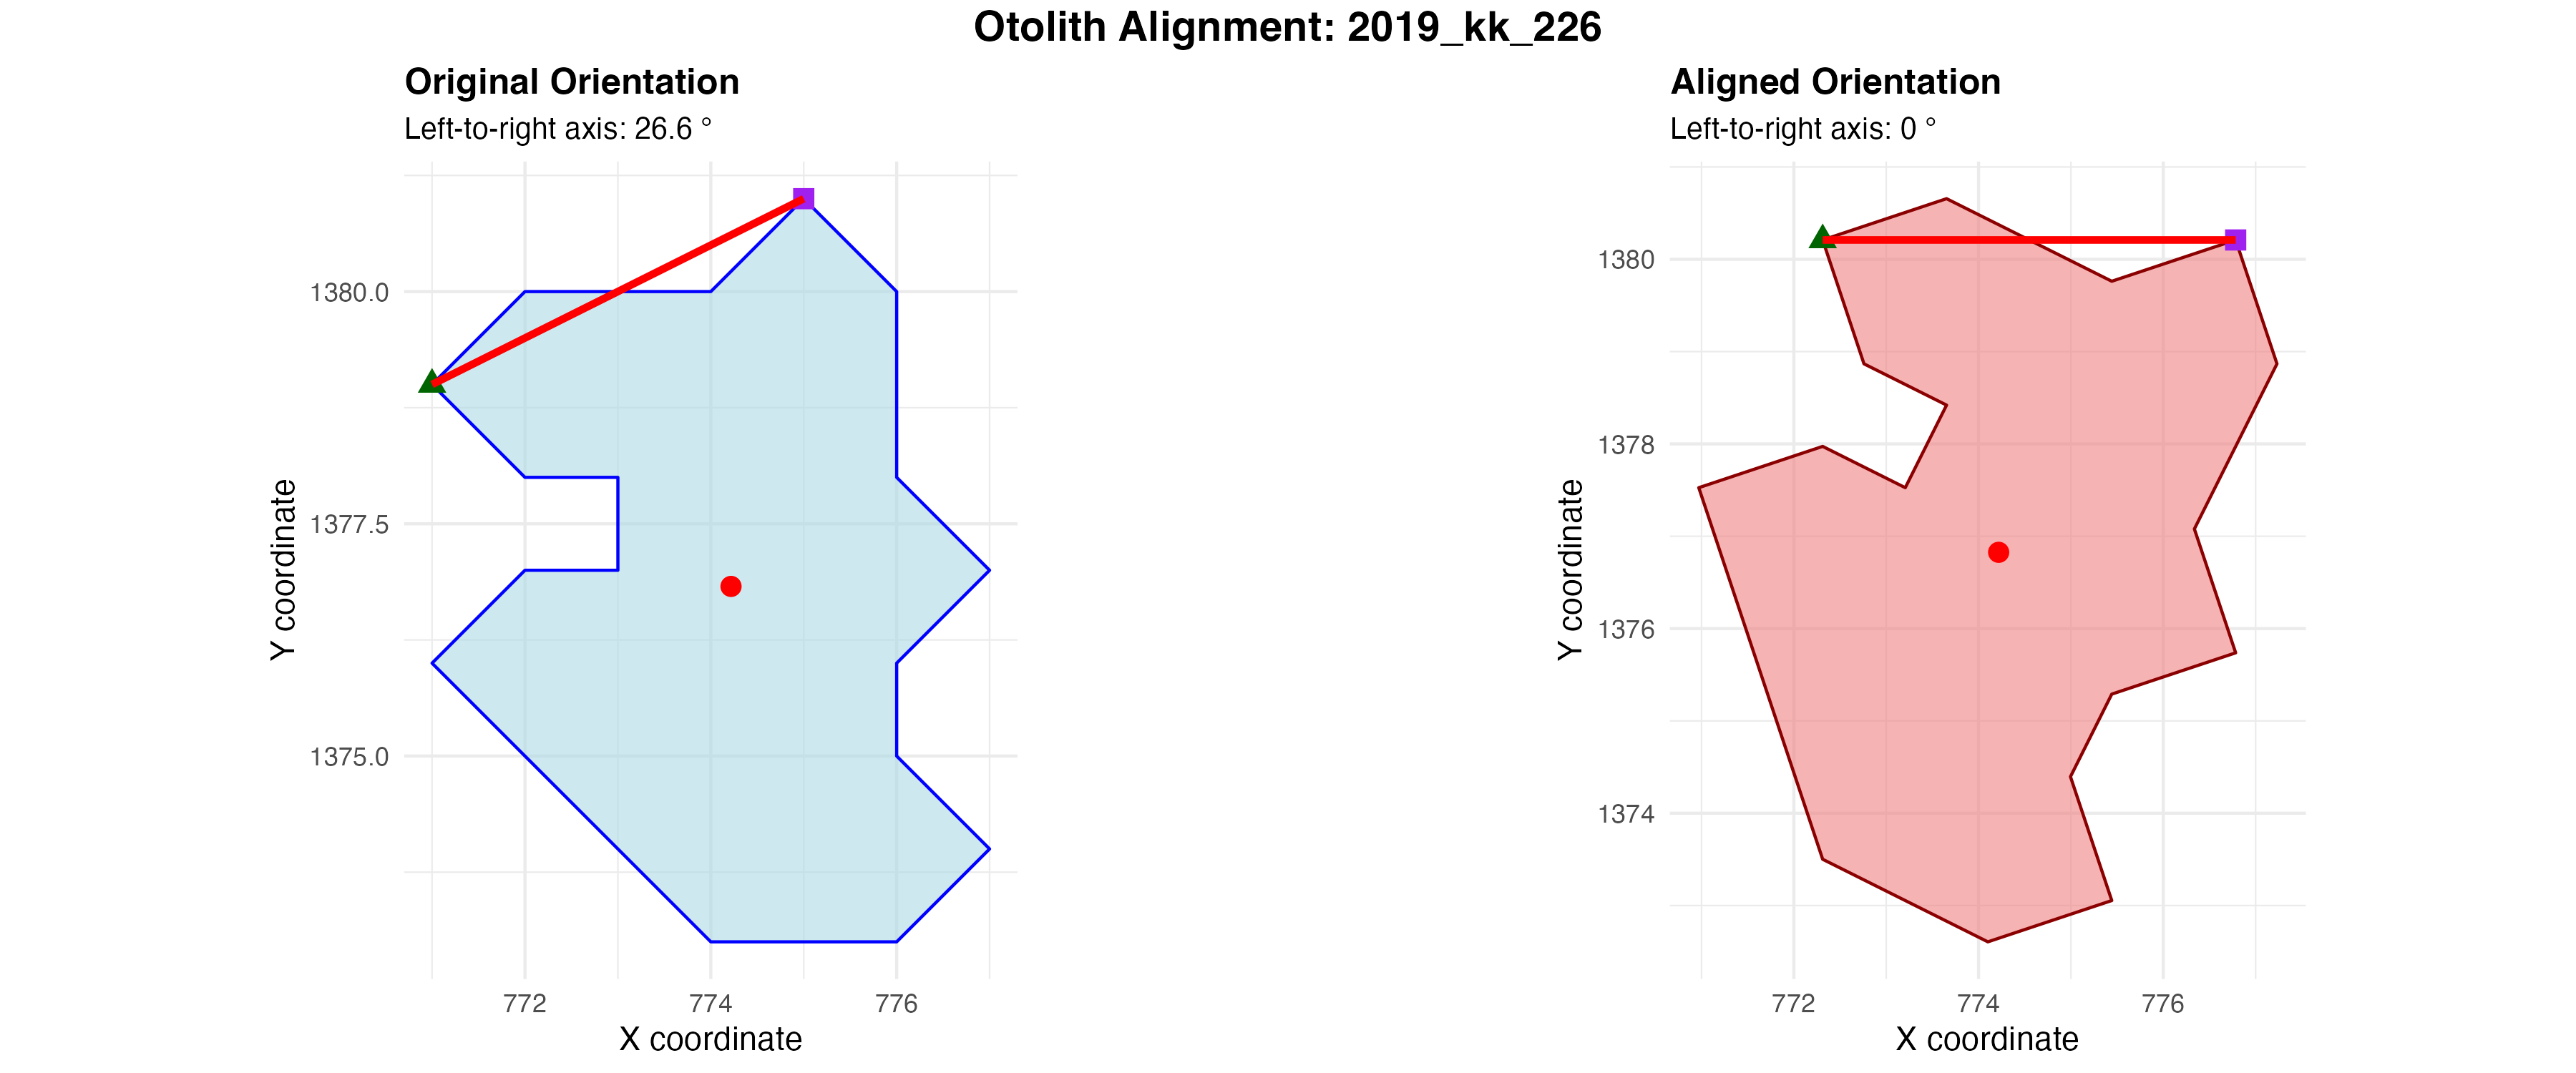 Otolith Alignment: 2019_kk_226
Original Orientation
Left-to-right axis: 26.6 °
Y coordinate
1380.0
1377.5
1375.0
772
774
776
X coordinate
Aligned Orientation
Left-to-right axis: 0 °
Y coordinate
1380
1378
1376
1374
772
774
776
X coordinate